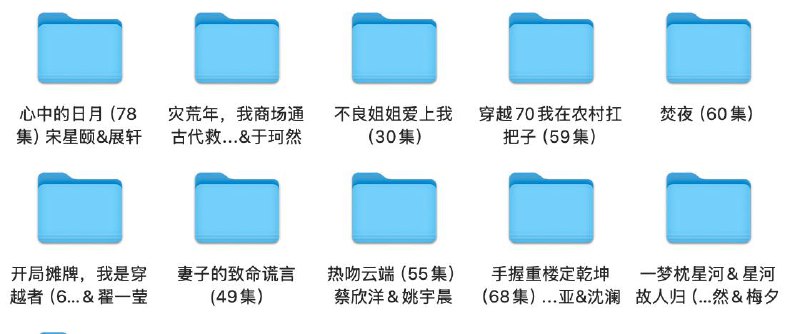 心中的日月（78
集）宋星颐&展轩
灾荒年，我商场通
古代救...&于珂然
不良姐姐爱上我
（30集）
穿越70我在农村扛
把子（59集）
焚夜（60集）
开局摊牌，我是穿
越者（6...& 翟一莹
妻子的致命谎言
(49集）
热吻云端（55集）
蔡欣洋&姚宇晨
手握重楼定乾坤
(68集）...亚&沈澜
一梦枕星河& 星河
故人归（...然&梅夕